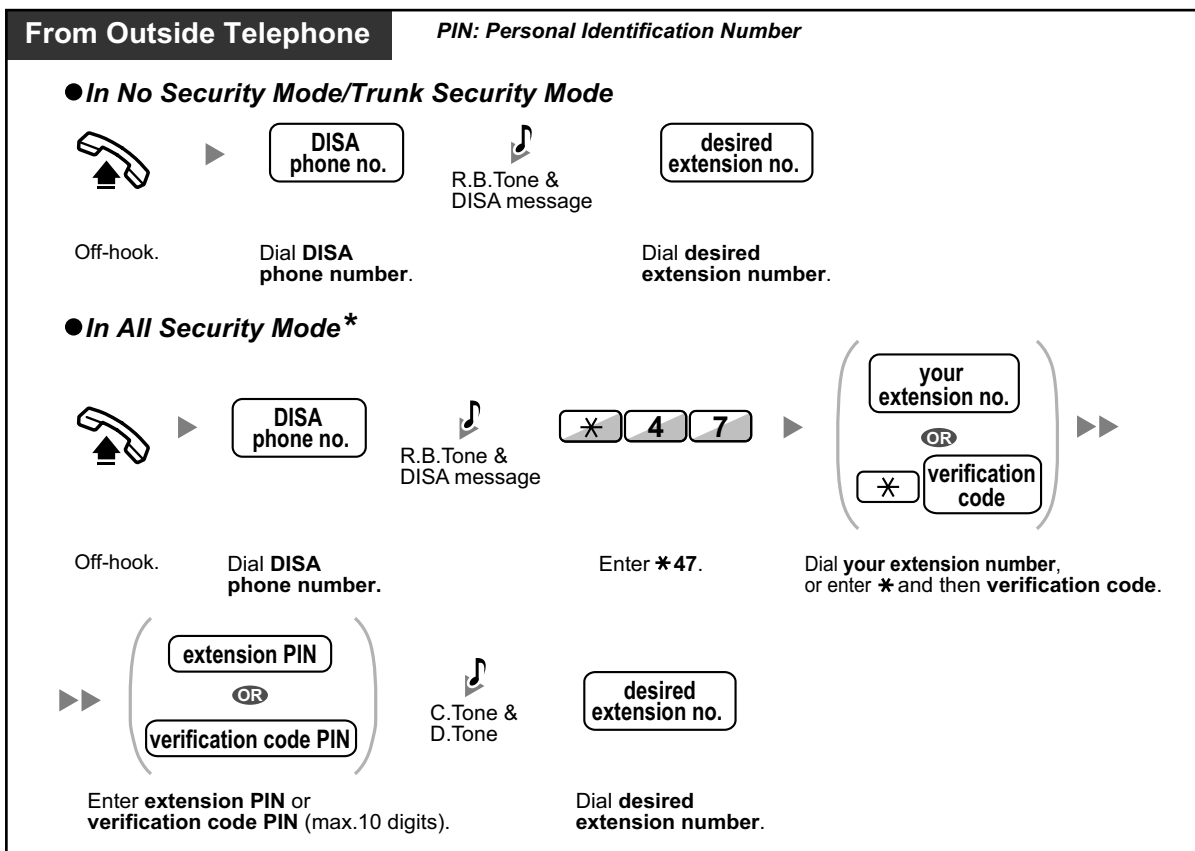 From Outside Telephone
PIN: Personal Identification Number
●In No Security Mode/Trunk Security Mode
DISA
phone no.
R.B.Tone &
DISA message
desired
extension no.
Off-hook.
Dial DISA
phone number.
Dial desired
extension number.
●In All Security Mode*
DISA
phone no.
R.B.Tone &
DISA message
* 4 7
your
extension no.
OR
* verification
code
Off-hook.
Dial DISA
phone number.
Enter *47.
Dial your extension number,
or enter * and then verification code.
extension PIN
OR
verification code PIN
C.Tone &
D.Tone
desired
extension no.
Enter extension PIN or
verification code PIN (max.10 digits).
Dial desired
extension number.